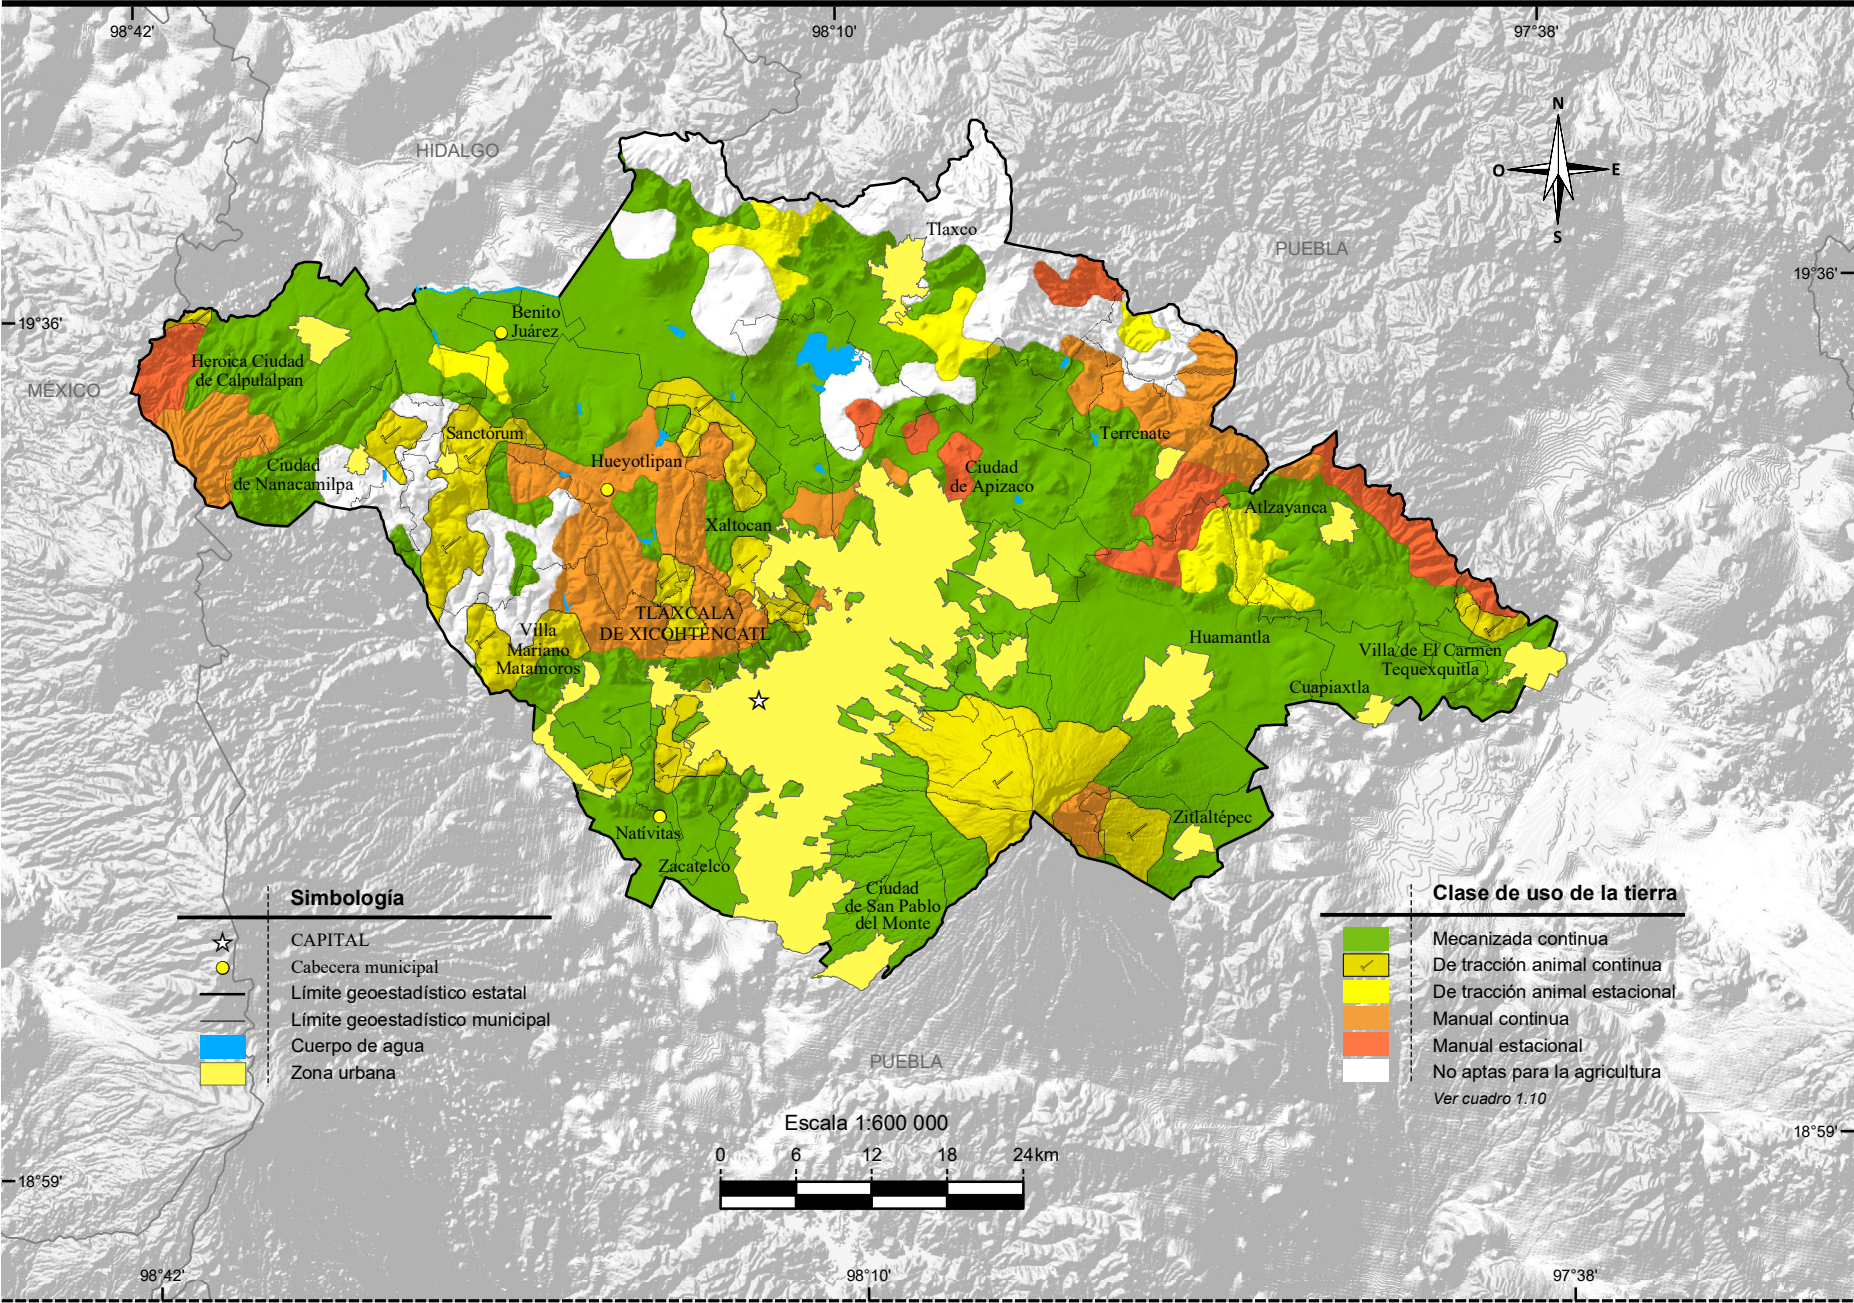 98°42'
98°10'
97°38'
N
O
E
S
HIDALGO
PUEBLA
Tlaxco
19°36'
19°36'
Benito
Juárez
MÉXICO
Heroica Ciudad
de Calpulalpan
Sanctórum
Terrenate
Hueyotlipan
Ciudad
de Nanacamilpa
Ciudad
de Apizaco
Atlzayanca
Xaltocan
TLAXCALA
DE XICOHTÉNCATL
Villa
Mariano
Matamoros
Huamantla
Villa de El Carmen
Tequexquitla
Cuapiaxtla
Zitlaltépec
Nativitas
Zacatelco
Ciudad
de San Pablo
del Monte
Simbología
CAPITAL
Cabecera municipal
Límite geoestadístico estatal
Límite geoestadístico municipal
Cuerpo de agua
Zona urbana
Clase de uso de la tierra
Mecanizada continua
De tracción animal continua
De tracción animal estacional
Manual continua
Manual estacional
No aptas para la agricultura
Ver cuadro 1.10
PUEBLA
Escala 1:600 000
0 6 12 18 24 km
18°59'
18°59'
98°42'
98°10'
97°38'